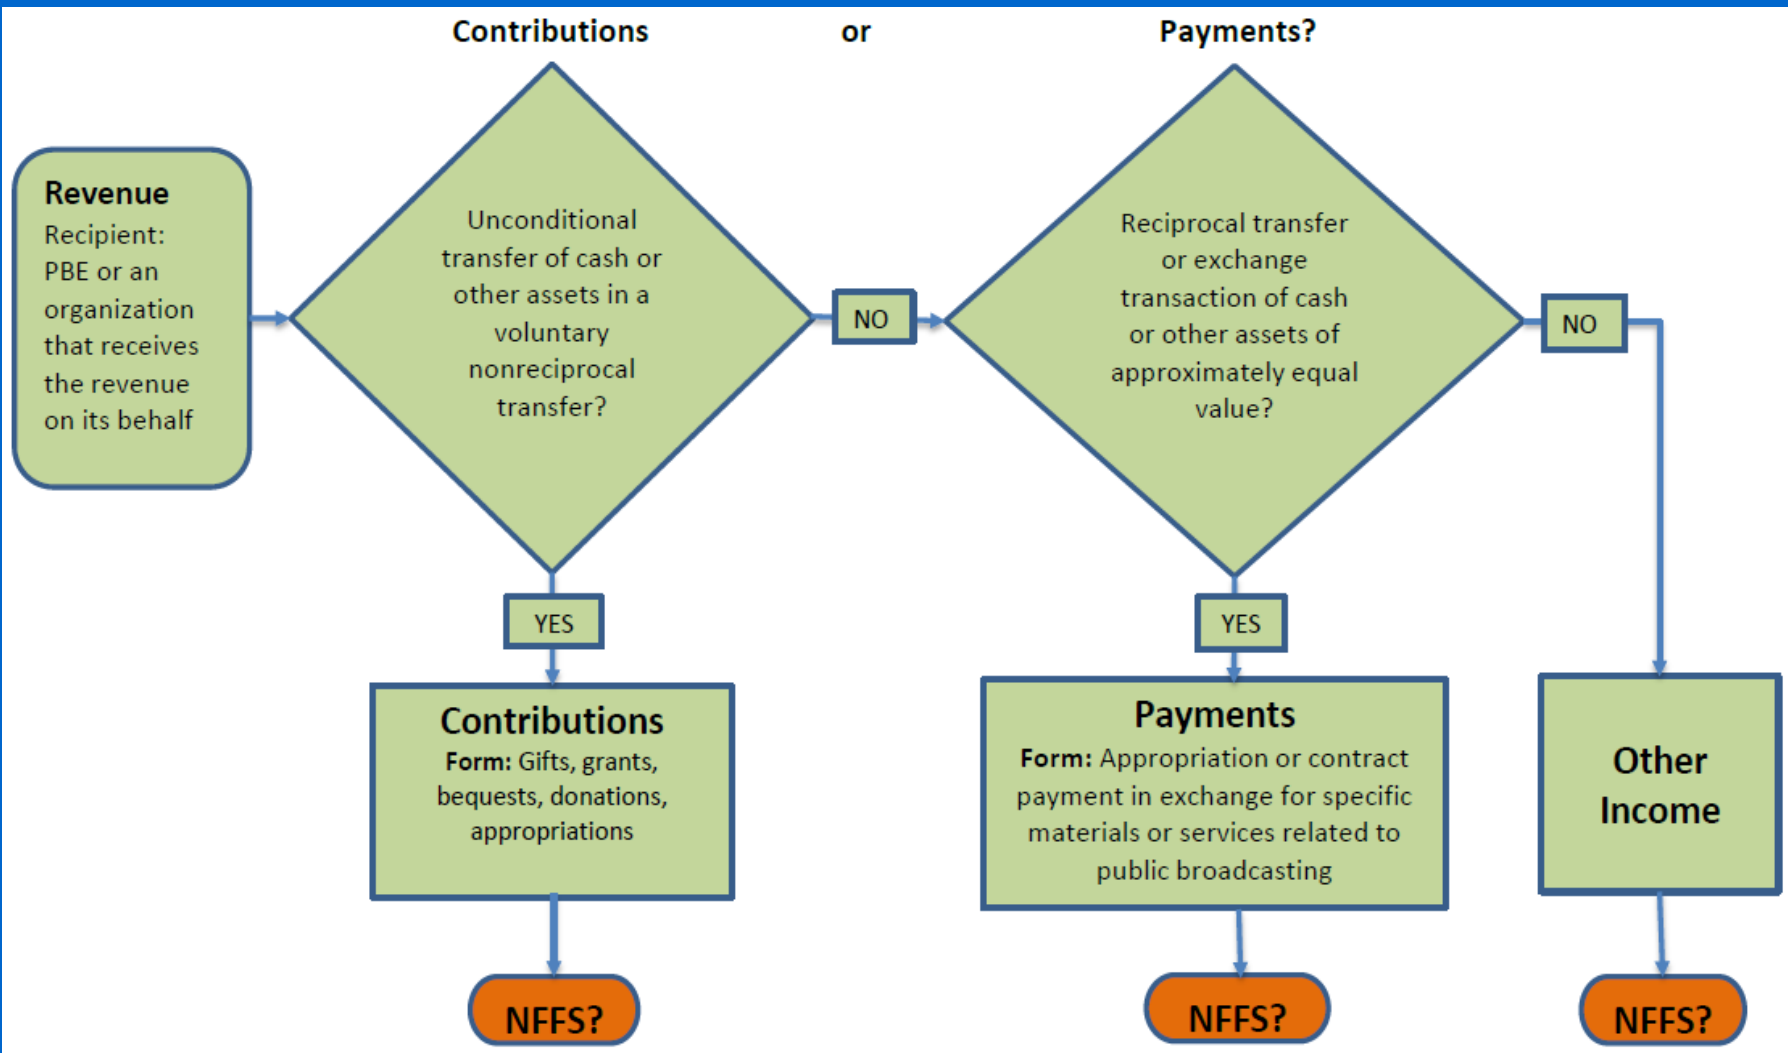 Contributions or Payments?
Revenue
Recipient:
PBE or an
organization
that receives
the revenue
on its behalf
Unconditional
transfer of cash or
other assets in a
voluntary
nonreciprocal
transfer?
NO
Reciprocal transfer
or exchange
transaction of cash
or other assets of
approximately equal
value?
NO
YES
YES
Contributions
Form: Gifts, grants,
bequests, donations,
appropriations
Payments
Form: Appropriation or contract
payment in exchange for specific
materials or services related to
public broadcasting
Other
Income
NFFS?
NFFS?
NFFS?